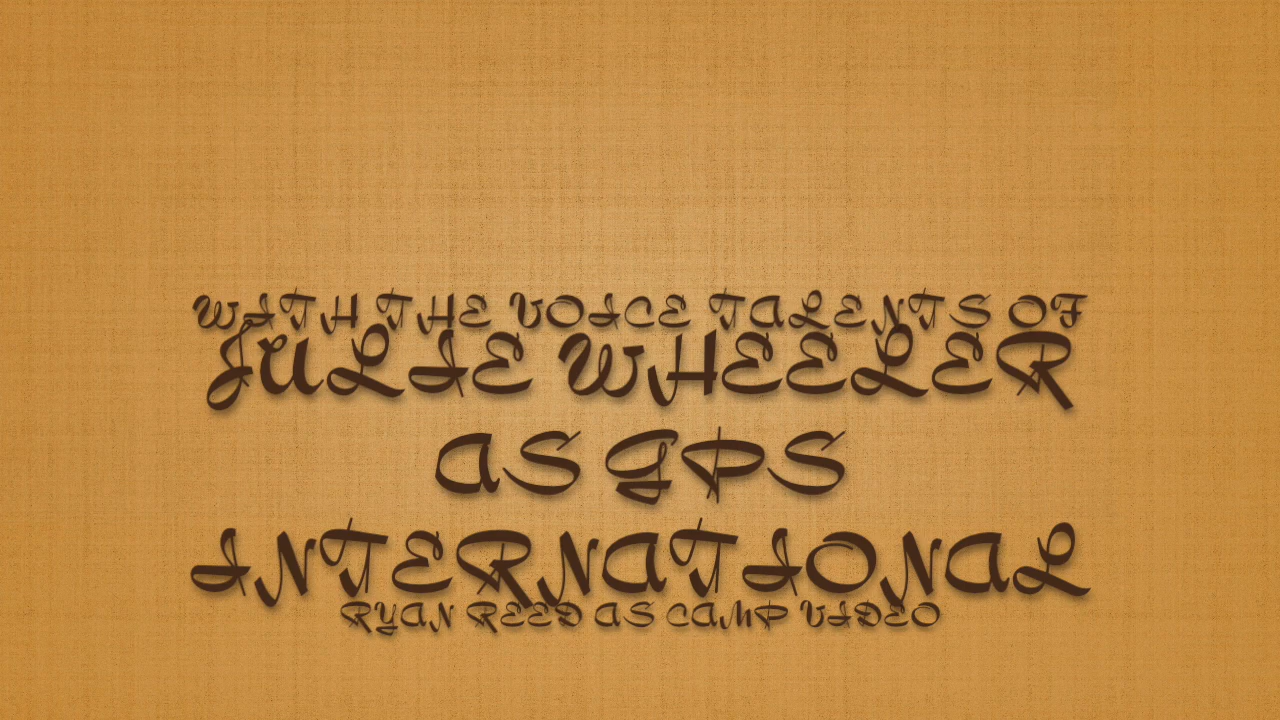 WITH THE VOICE TALENTS OF
JULIE WHEELER
AS GPS
INTERNATIONAL
RYAN REED AS CAMP VIDEO